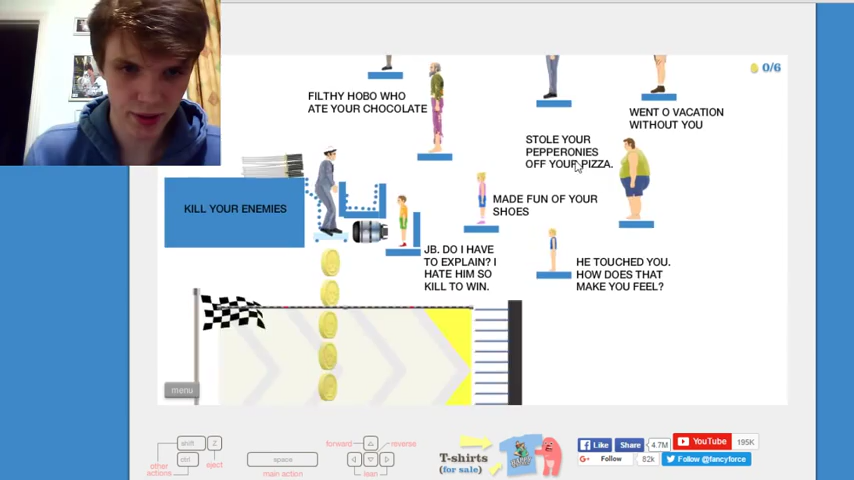 0/6
FILTHY HOBO WHO
ATE YOUR CHOCOLATE
WENT O VACATION
WITHOUT YOU
STOLE YOUR
PEPPERONIES
OFF YOUR PIZZA.
KILL YOUR ENEMIES
MADE FUN OF YOUR
SHOES
JB. DO I HAVE
TO EXPLAIN? I
HATE HIM SO
KILL TO WIN.
HE TOUCHED YOU.
HOW DOES THAT
MAKE YOU FEEL?
menu
shift
Z
eject
ctrl
other
actions
space
main action
forward
reverse
lean
T-shirts
(for sale)
Like
Share
4.7M
YouTube
195K
Follow
82k
Follow @fancyforce